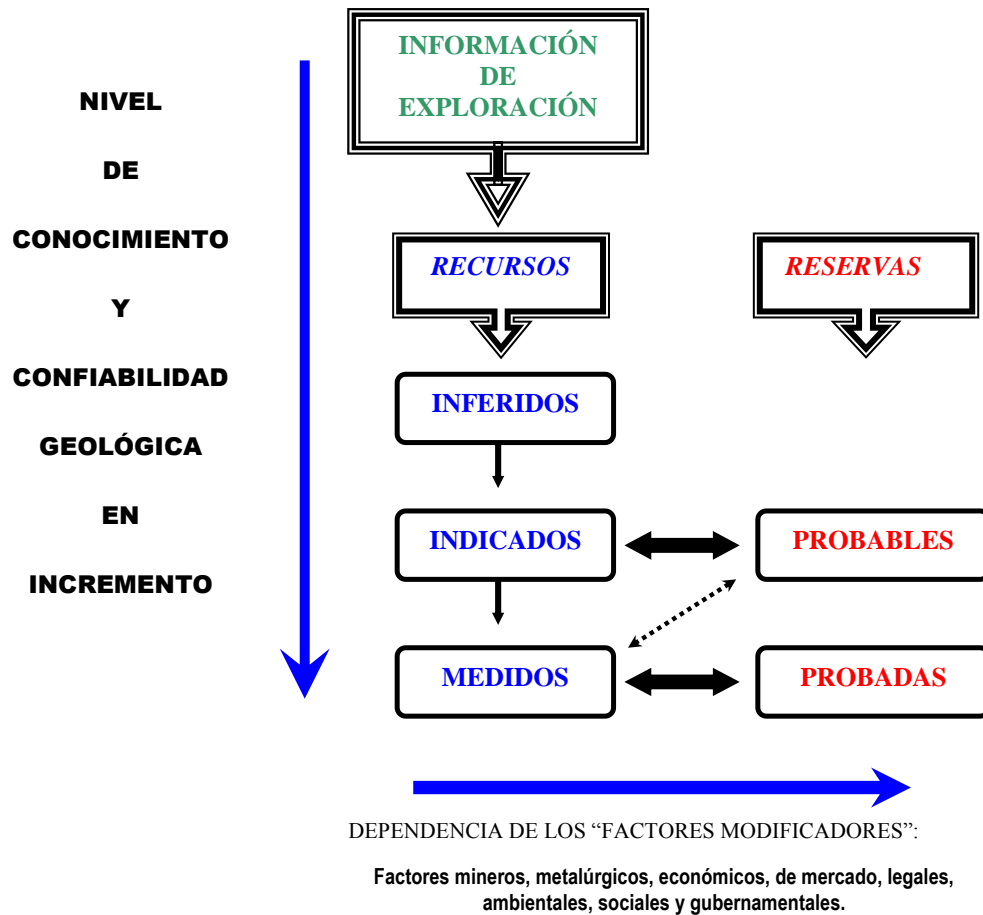 NIVEL
DE
CONOCIMIENTO
Y
CONFIABILIDAD
GEOLÓGICA
EN
INCREMENTO
INFORMACIÓN
DE
EXPLORACIÓN
RECURSOS
RESERVAS
INFERIDOS
INDICADOS
PROBABLES
MEDIDOS
PROBADAS
DEPENDENCIA DE LOS “FACTORES MODIFICADORES”:
Factores mineros, metalúrgicos, económicos, de mercado, legales,
ambientales, sociales y gubernamentales.